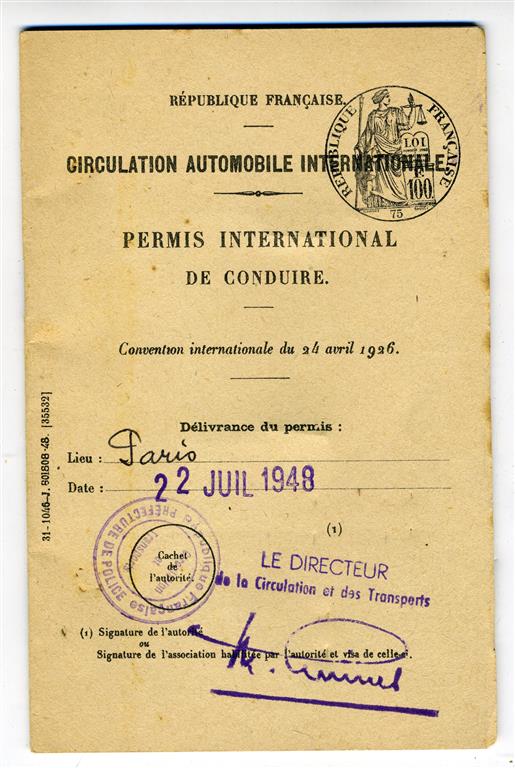 RÉPUBLIQUE FRANÇAISE.
RÉPUBLIQUE FRANÇAISE
LOI
F
100
75
CIRCULATION AUTOMOBILE INTERNATIONALE
PERMIS INTERNATIONAL
DE CONDUIRE.
Convention internationale du 24 avril 1926.
Délivrance du permis :
Lieu : Paris
Date : 22 JUIL 1948
(1)
PREFECTURE DE POLICE
République Française
Cachet
de
l'autorité.
LE DIRECTEUR
de la Circulation et des Transports
(1) Signature de l'autorité
ou
Signature de l'association habilitée par l'autorité et visa de celle-ci.